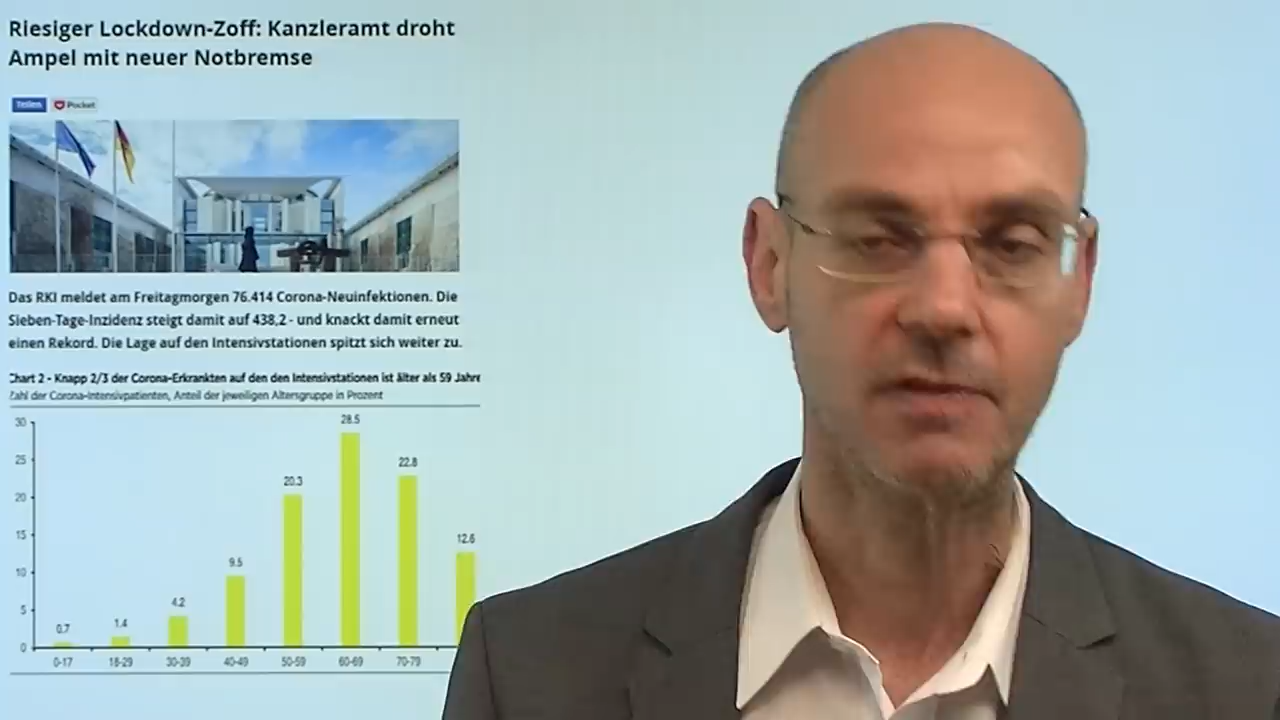 Riesiger Lockdown-Zoff: Kanzleramt droht
Ampel mit neuer Notbremse
Teilen Pocket
Das RKI meldet am Freitagmorgen 76.414 Corona-Neuinfektionen. Die
Sieben-Tage-Inzidenz steigt damit auf 438,2 - und knackt damit erneut
einen Rekord. Die Lage auf den Intensivstationen spitzt sich weiter zu.
Chart 2 - Knapp 2/3 der Corona-Erkrankten auf den den Intensivstationen ist älter als 59 Jahre
Zahl der Corona-Intensivpatienten, Anteil der jeweiligen Altersgruppe in Prozent
30
25
20
15
10
5
0
0.7
1.4
4.2
9.5
20.3
28.5
22.8
12.6
0-17 18-29 30-39 40-49 50-59 60-69 70-79